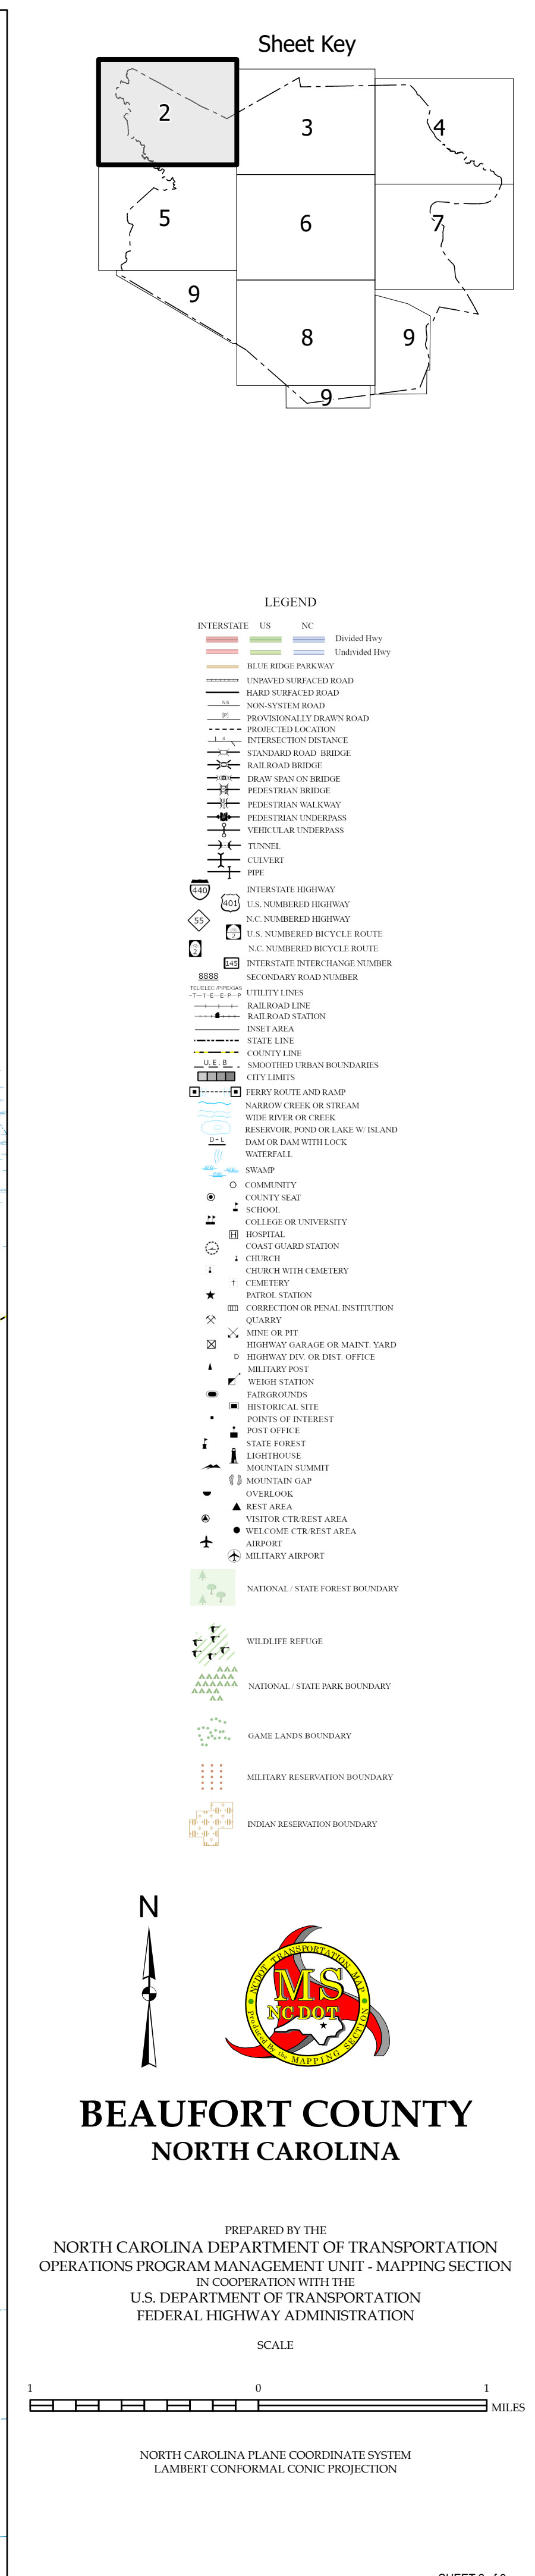 Sheet Key
2
3
4
5
6
7
9
8
9
9
LEGEND
INTERSTATE US NC
Divided Hwy
Undivided Hwy
BLUE RIDGE PARKWAY
UNPAVED SURFACED ROAD
HARD SURFACED ROAD
NS NON-SYSTEM ROAD
[P] PROVISIONALLY DRAWN ROAD
PROJECTED LOCATION
INTERSECTION DISTANCE
STANDARD ROAD BRIDGE
RAILROAD BRIDGE
DRAW SPAN ON BRIDGE
PEDESTRIAN BRIDGE
PEDESTRIAN WALKWAY
PEDESTRIAN UNDERPASS
VEHICULAR UNDERPASS
TUNNEL
CULVERT
PIPE
440 INTERSTATE HIGHWAY
401 U.S. NUMBERED HIGHWAY
55 N.C. NUMBERED HIGHWAY
2 U.S. NUMBERED BICYCLE ROUTE
2 N.C. NUMBERED BICYCLE ROUTE
145 INTERSTATE INTERCHANGE NUMBER
8888 SECONDARY ROAD NUMBER
TEL/ELEC /PIPE/GAS
-T--T-E--E-P--P UTILITY LINES
RAILROAD LINE
RAILROAD STATION
INSET AREA
STATE LINE
COUNTY LINE
U.E.B SMOOTHED URBAN BOUNDARIES
CITY LIMITS
FERRY ROUTE AND RAMP
NARROW CREEK OR STREAM
WIDE RIVER OR CREEK
RESERVOIR, POND OR LAKE W/ ISLAND
D-L DAM OR DAM WITH LOCK
WATERFALL
SWAMP
COMMUNITY
COUNTY SEAT
SCHOOL
COLLEGE OR UNIVERSITY
H HOSPITAL
COAST GUARD STATION
CHURCH
CHURCH WITH CEMETERY
CEMETERY
PATROL STATION
CORRECTION OR PENAL INSTITUTION
QUARRY
MINE OR PIT
HIGHWAY GARAGE OR MAINT. YARD
D HIGHWAY DIV. OR DIST. OFFICE
MILITARY POST
WEIGH STATION
FAIRGROUNDS
HISTORICAL SITE
POINTS OF INTEREST
POST OFFICE
STATE FOREST
LIGHTHOUSE
MOUNTAIN SUMMIT
MOUNTAIN GAP
OVERLOOK
REST AREA
VISITOR CTR/REST AREA
WELCOME CTR/REST AREA
AIRPORT
MILITARY AIRPORT
NATIONAL / STATE FOREST BOUNDARY
WILDLIFE REFUGE
NATIONAL / STATE PARK BOUNDARY
GAME LANDS BOUNDARY
MILITARY RESERVATION BOUNDARY
INDIAN RESERVATION BOUNDARY
N
NCDOT TRANSPORTATION MAP
MS
NCDOT
Produced By the MAPPING SECTION
BEAUFORT COUNTY
NORTH CAROLINA
PREPARED BY THE
NORTH CAROLINA DEPARTMENT OF TRANSPORTATION
OPERATIONS PROGRAM MANAGEMENT UNIT - MAPPING SECTION
IN COOPERATION WITH THE
U.S. DEPARTMENT OF TRANSPORTATION
FEDERAL HIGHWAY ADMINISTRATION
SCALE
1 0 1
MILES
NORTH CAROLINA PLANE COORDINATE SYSTEM
LAMBERT CONFORMAL CONIC PROJECTION